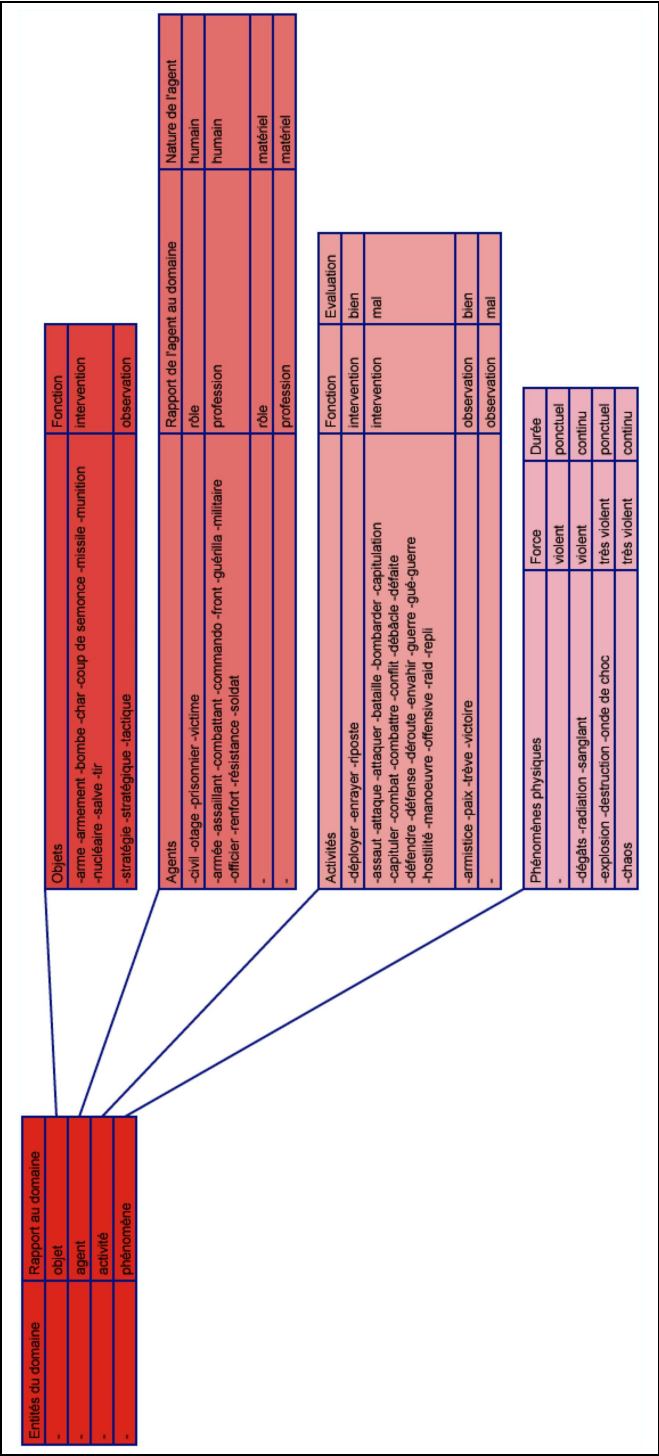 Entités du domaine Rapport au domaine
- objet
- agent
- activité
- phénomène
Objets Fonction
-arme -armement -bombe -char -coup de semonce -missile -munition intervention
-nucléaire -salve -tir
-stratégie -stratégique -tactique observation
Agents Rapport de l'agent au domaine Nature de l'agent
-civil -otage -prisonnier -victime rôle humain
-armée -assaillant -combattant -commando -front -guérilla -militaire profession humain
-officier -renfort -résistance -soldat
- rôle matériel
- profession matériel
Activités Fonction Evaluation
-déployer -enrayer -riposte intervention bien
-assaut -attaque -attaquer -bataille -bombarder -capitulation intervention mal
-capituler -combat -combattre -conflit -débâcle -défaite
-défendre -défense -déroute -envahir -guerre -gué-guerre
-hostilité -manoeuvre -offensive -raid -repli
-armistice -paix -trêve -victoire observation bien
- observation mal
Phénomènes physiques Force Durée
- violent ponctuel
-dégâts -radiation -sanglant violent continu
-explosion -destruction -onde de choc très violent ponctuel
-chaos très violent continu